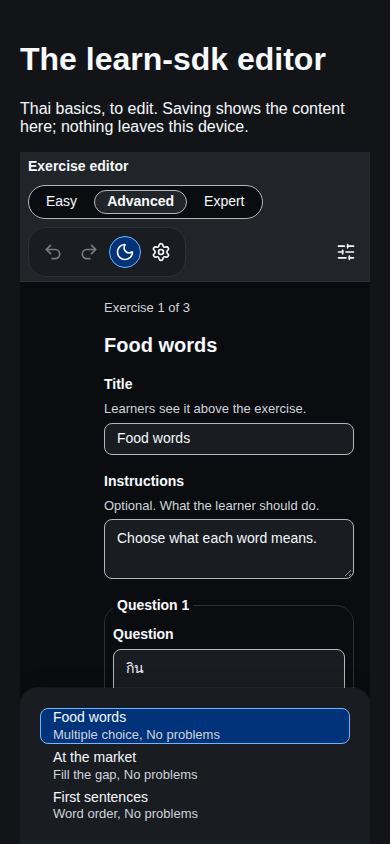 The learn-sdk editor
Thai basics, to edit. Saving shows the content
here; nothing leaves this device.
Exercise editor
Easy Advanced Expert
Exercise 1 of 3
Food words
Title
Learners see it above the exercise.
Food words
Instructions
Optional. What the learner should do.
Choose what each word means.
Question 1
Question
กิน
Food words
Multiple choice, No problems
At the market
Fill the gap, No problems
First sentences
Word order, No problems